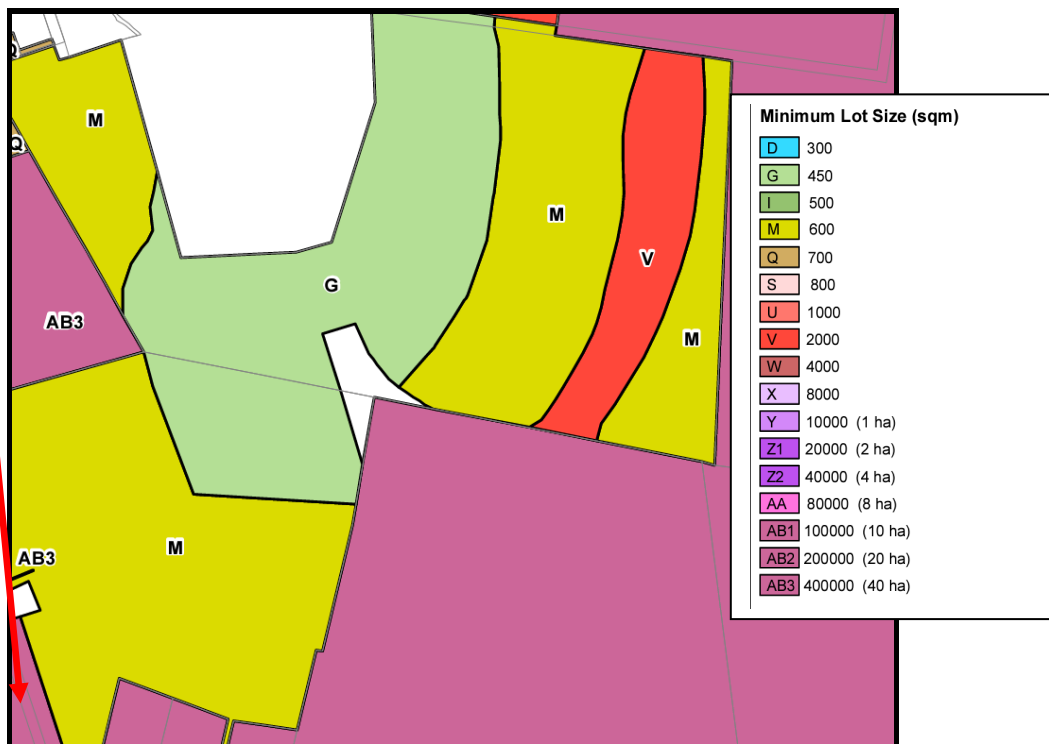 Q
M
Q
AB3
G
M
V
M
M
AB3
Minimum Lot Size (sqm)
D 300
G 450
I 500
M 600
Q 700
S 800
U 1000
V 2000
W 4000
X 8000
Y 10000 (1 ha)
Z1 20000 (2 ha)
Z2 40000 (4 ha)
AA 80000 (8 ha)
AB1 100000 (10 ha)
AB2 200000 (20 ha)
AB3 400000 (40 ha)